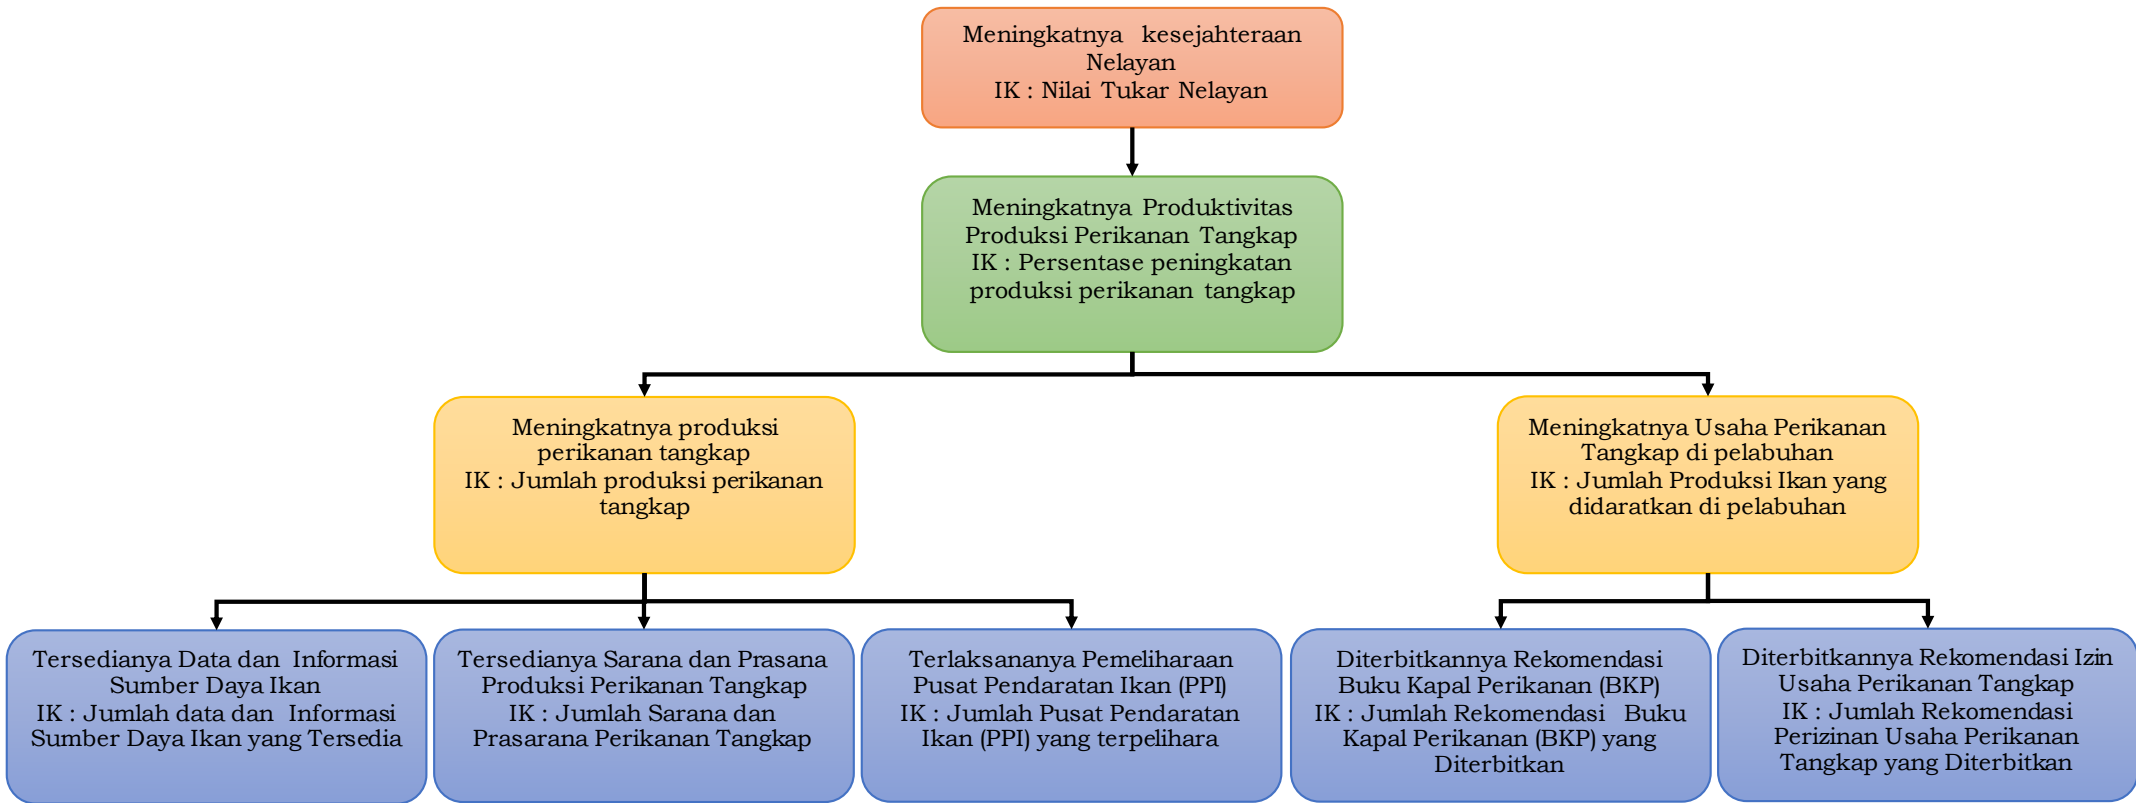 Meningkatnya kesejahteraan
Nelayan
IK : Nilai Tukar Nelayan
Meningkatnya Produktivitas
Produksi Perikanan Tangkap
IK : Persentase peningkatan
produksi perikanan tangkap
Meningkatnya produksi
perikanan tangkap
IK : Jumlah produksi perikanan
tangkap
Meningkatnya Usaha Perikanan
Tangkap di pelabuhan
IK : Jumlah Produksi Ikan yang
didaratkan di pelabuhan
Tersedianya Data dan Informasi
Sumber Daya Ikan
IK : Jumlah data dan Informasi
Sumber Daya Ikan yang Tersedia
Tersedianya Sarana dan Prasana
Produksi Perikanan Tangkap
IK : Jumlah Sarana dan
Prasarana Perikanan Tangkap
Terlaksananya Pemeliharaan
Pusat Pendaratan Ikan (PPI)
IK : Jumlah Pusat Pendaratan
Ikan (PPI) yang terpelihara
Diterbitkannya Rekomendasi
Buku Kapal Perikanan (BKP)
IK : Jumlah Rekomendasi Buku
Kapal Perikanan (BKP) yang
Diterbitkan
Diterbitkannya Rekomendasi Izin
Usaha Perikanan Tangkap
IK : Jumlah Rekomendasi
Perizinan Usaha Perikanan
Tangkap yang Diterbitkan